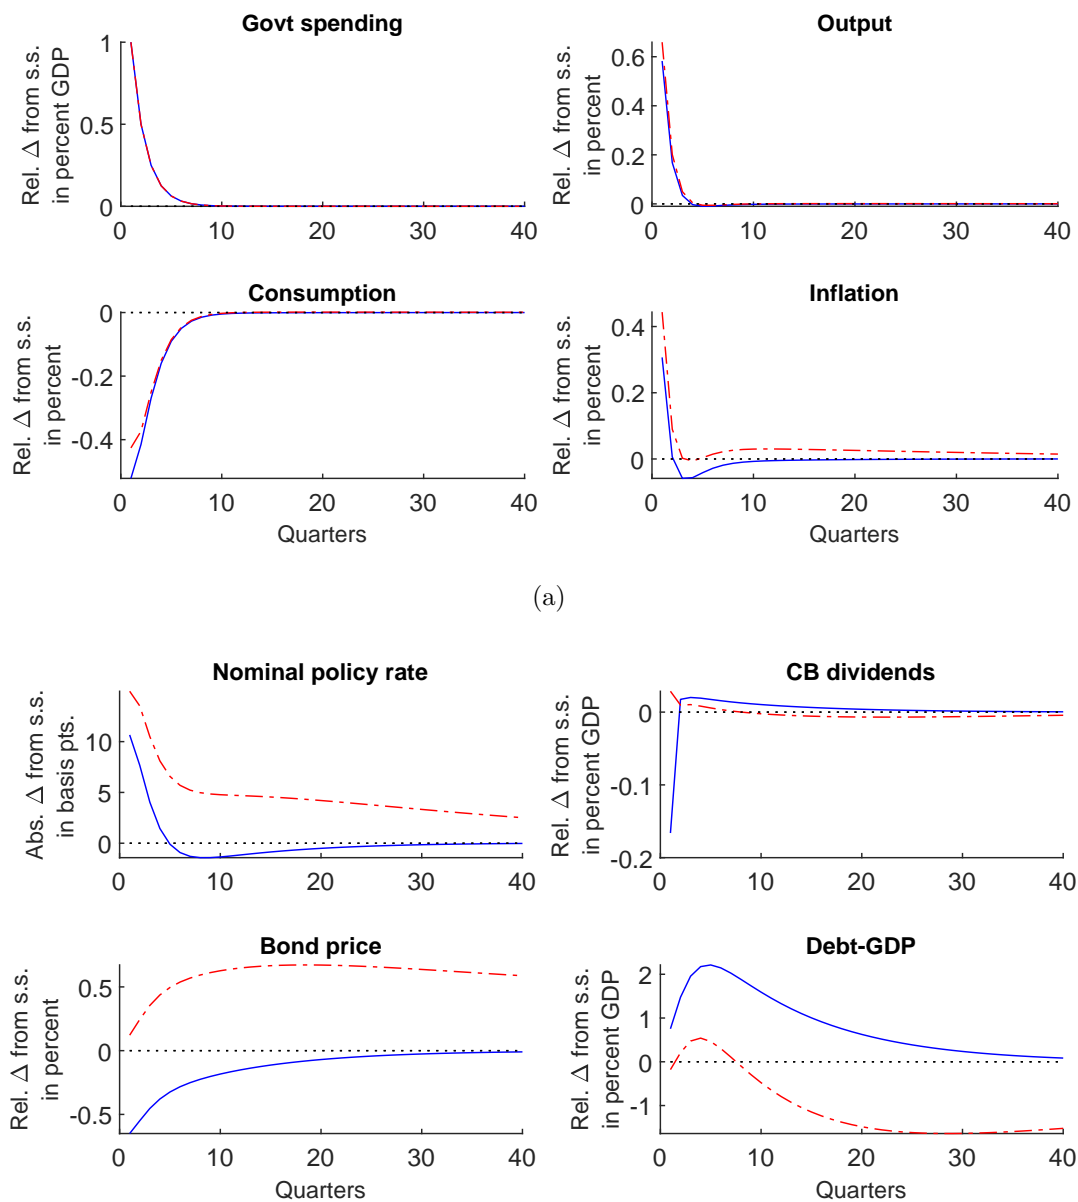 Govt spending
Rel. Δ from s.s.
in percent GDP
1
0.5
0
0 10 20 30 40
Output
Rel. Δ from s.s.
in percent
0.6
0.4
0.2
0
0 10 20 30 40
Consumption
Rel. Δ from s.s.
in percent
0
-0.2
-0.4
0 10 20 30 40
Quarters
Inflation
Rel. Δ from s.s.
in percent
0.4
0.2
0
0 10 20 30 40
Quarters
(a)
Nominal policy rate
Abs. Δ from s.s.
in basis pts.
10
5
0
0 10 20 30 40
CB dividends
Rel. Δ from s.s.
in percent GDP
0
-0.1
-0.2
0 10 20 30 40
Bond price
Rel. Δ from s.s.
in percent
0.5
0
-0.5
0 10 20 30 40
Quarters
Debt-GDP
Rel. Δ from s.s.
in percent GDP
2
1
0
-1
0 10 20 30 40
Quarters